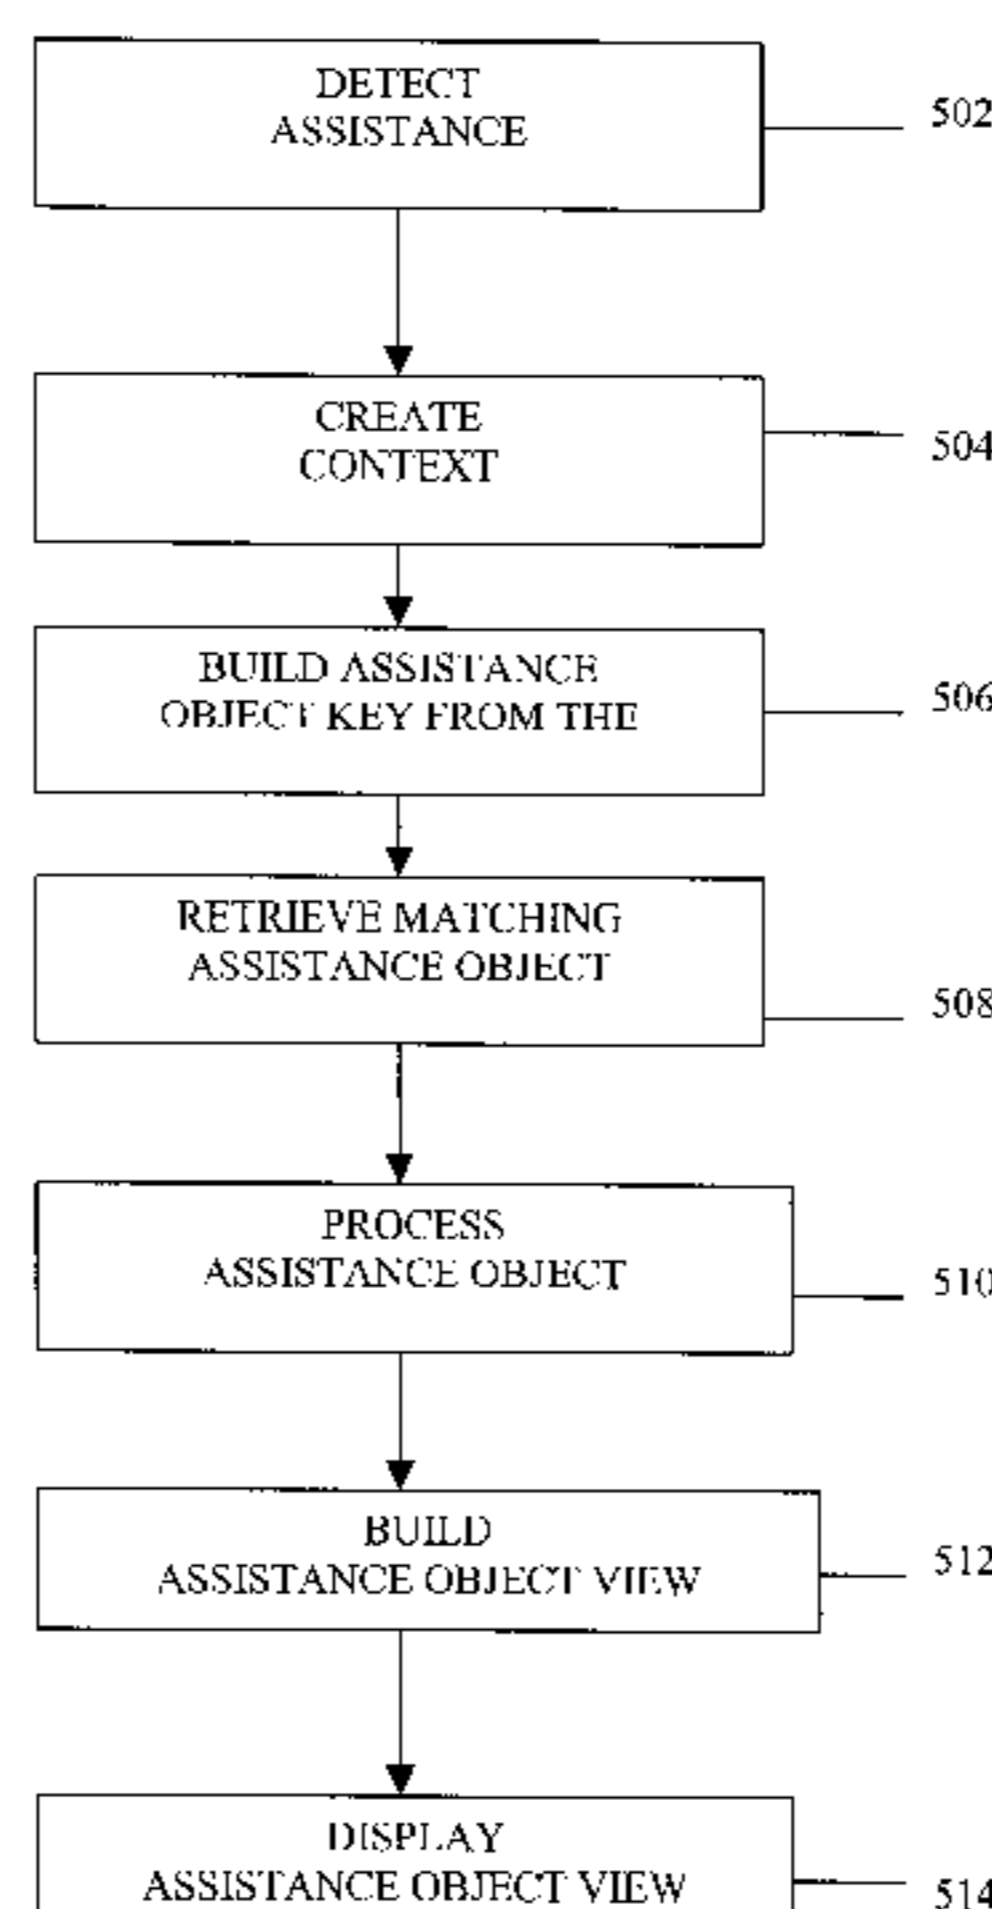 DETECT
ASSISTANCE
502
CREATE
CONTEXT
504
BUILD ASSISTANCE
OBJECT KEY FROM THE
506
RETRIEVE MATCHING
ASSISTANCE OBJECT
508
PROCESS
ASSISTANCE OBJECT
510
BUILD
ASSISTANCE OBJECT VIEW
512
DISPLAY
ASSISTANCE OBJECT VIEW
514